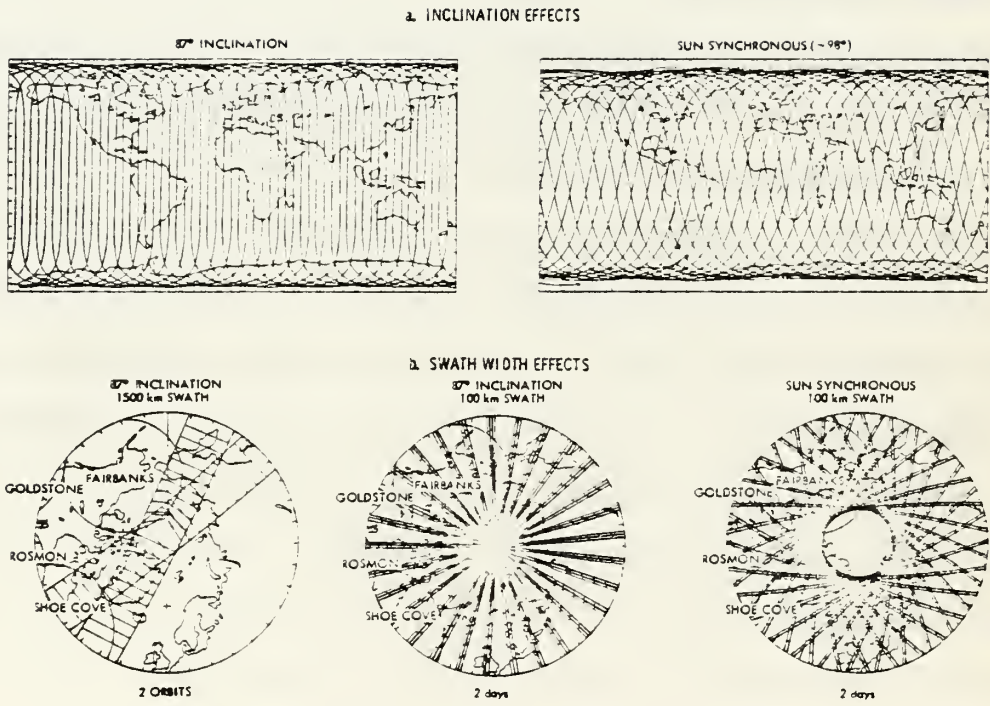 a. INCLINATION EFFECTS
87° INCLINATION
SUN SYNCHRONOUS (~98°)
b. SWATH WIDTH EFFECTS
87° INCLINATION
1500 km SWATH
FAIRBANKS
GOLDSTONE
ROSMON
SHOE COVE
2 ORBITS
87° INCLINATION
100 km SWATH
FAIRBANKS
GOLDSTONE
ROSMON
SHOE COVE
2 days
SUN SYNCHRONOUS
100 km SWATH
FAIRBANKS
GOLDSTONE
ROSMON
SHOE COVE
2 days